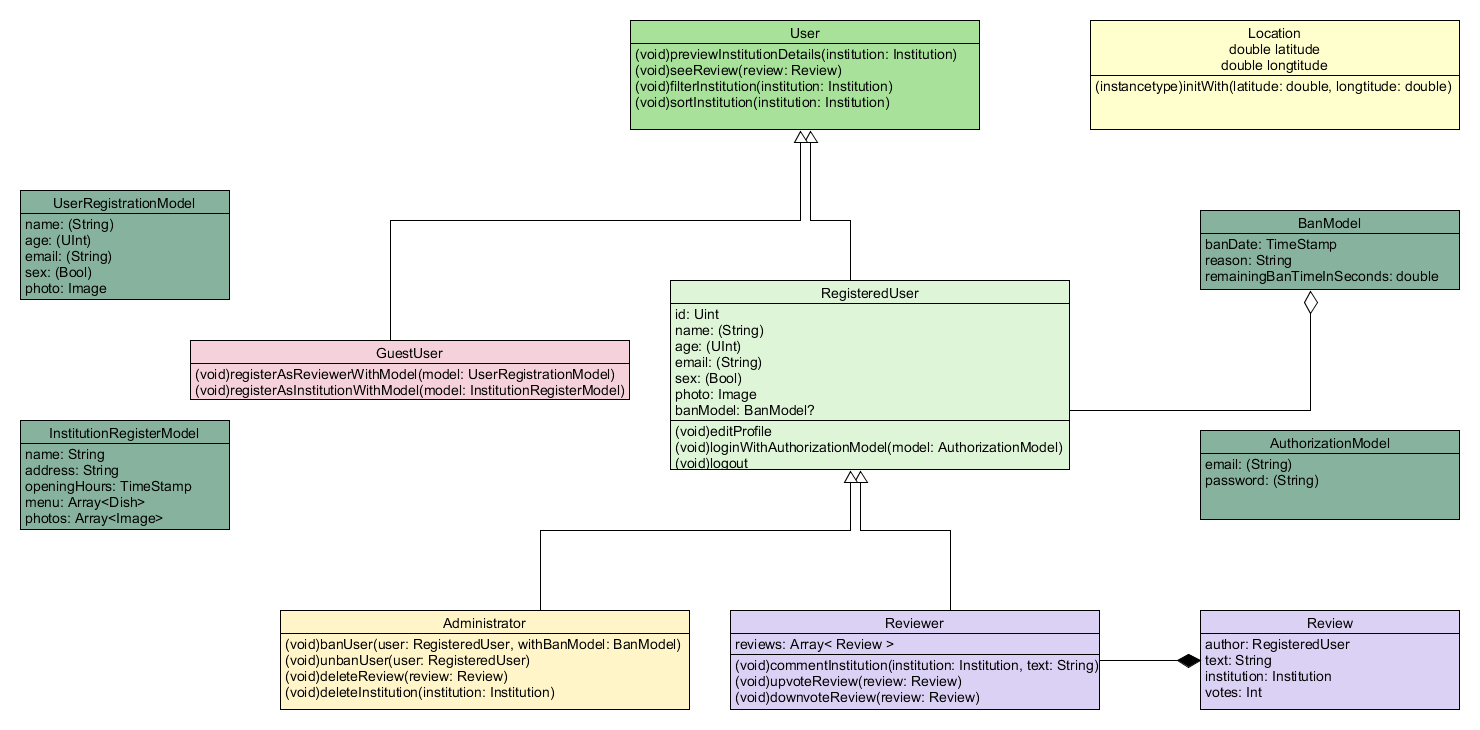 User
(void)previewInstitutionDetails(institution: Institution)
(void)seeReview(review: Review)
(void)filterInstitution(institution: Institution)
(void)sortInstitution(institution: Institution)
Location
double latitude
double longtitude
(instancetype)initWith(latitude: double, longtitude: double)
UserRegistrationModel
name: (String)
age: (UInt)
email: (String)
sex: (Bool)
photo: Image
BanModel
banDate: TimeStamp
reason: String
remainingBanTimeInSeconds: double
RegisteredUser
id: Uint
name: (String)
age: (UInt)
email: (String)
sex: (Bool)
photo: Image
banModel: BanModel?
(void)editProfile
(void)loginWithAuthorizationModel(model: AuthorizationModel)
(void)logout
GuestUser
(void)registerAsReviewerWithModel(model: UserRegistrationModel)
(void)registerAsInstitutionWithModel(model: InstitutionRegisterModel)
InstitutionRegisterModel
name: String
address: String
openingHours: TimeStamp
menu: Array<Dish>
photos: Array<Image>
AuthorizationModel
email: (String)
password: (String)
Administrator
(void)banUser(user: RegisteredUser, withBanModel: BanModel)
(void)unbanUser(user: RegisteredUser)
(void)deleteReview(review: Review)
(void)deleteInstitution(institution: Institution)
Reviewer
reviews: Array< Review >
(void)commentInstitution(institution: Institution, text: String)
(void)upvoteReview(review: Review)
(void)downvoteReview(review: Review)
Review
author: RegisteredUser
text: String
institution: Institution
votes: Int